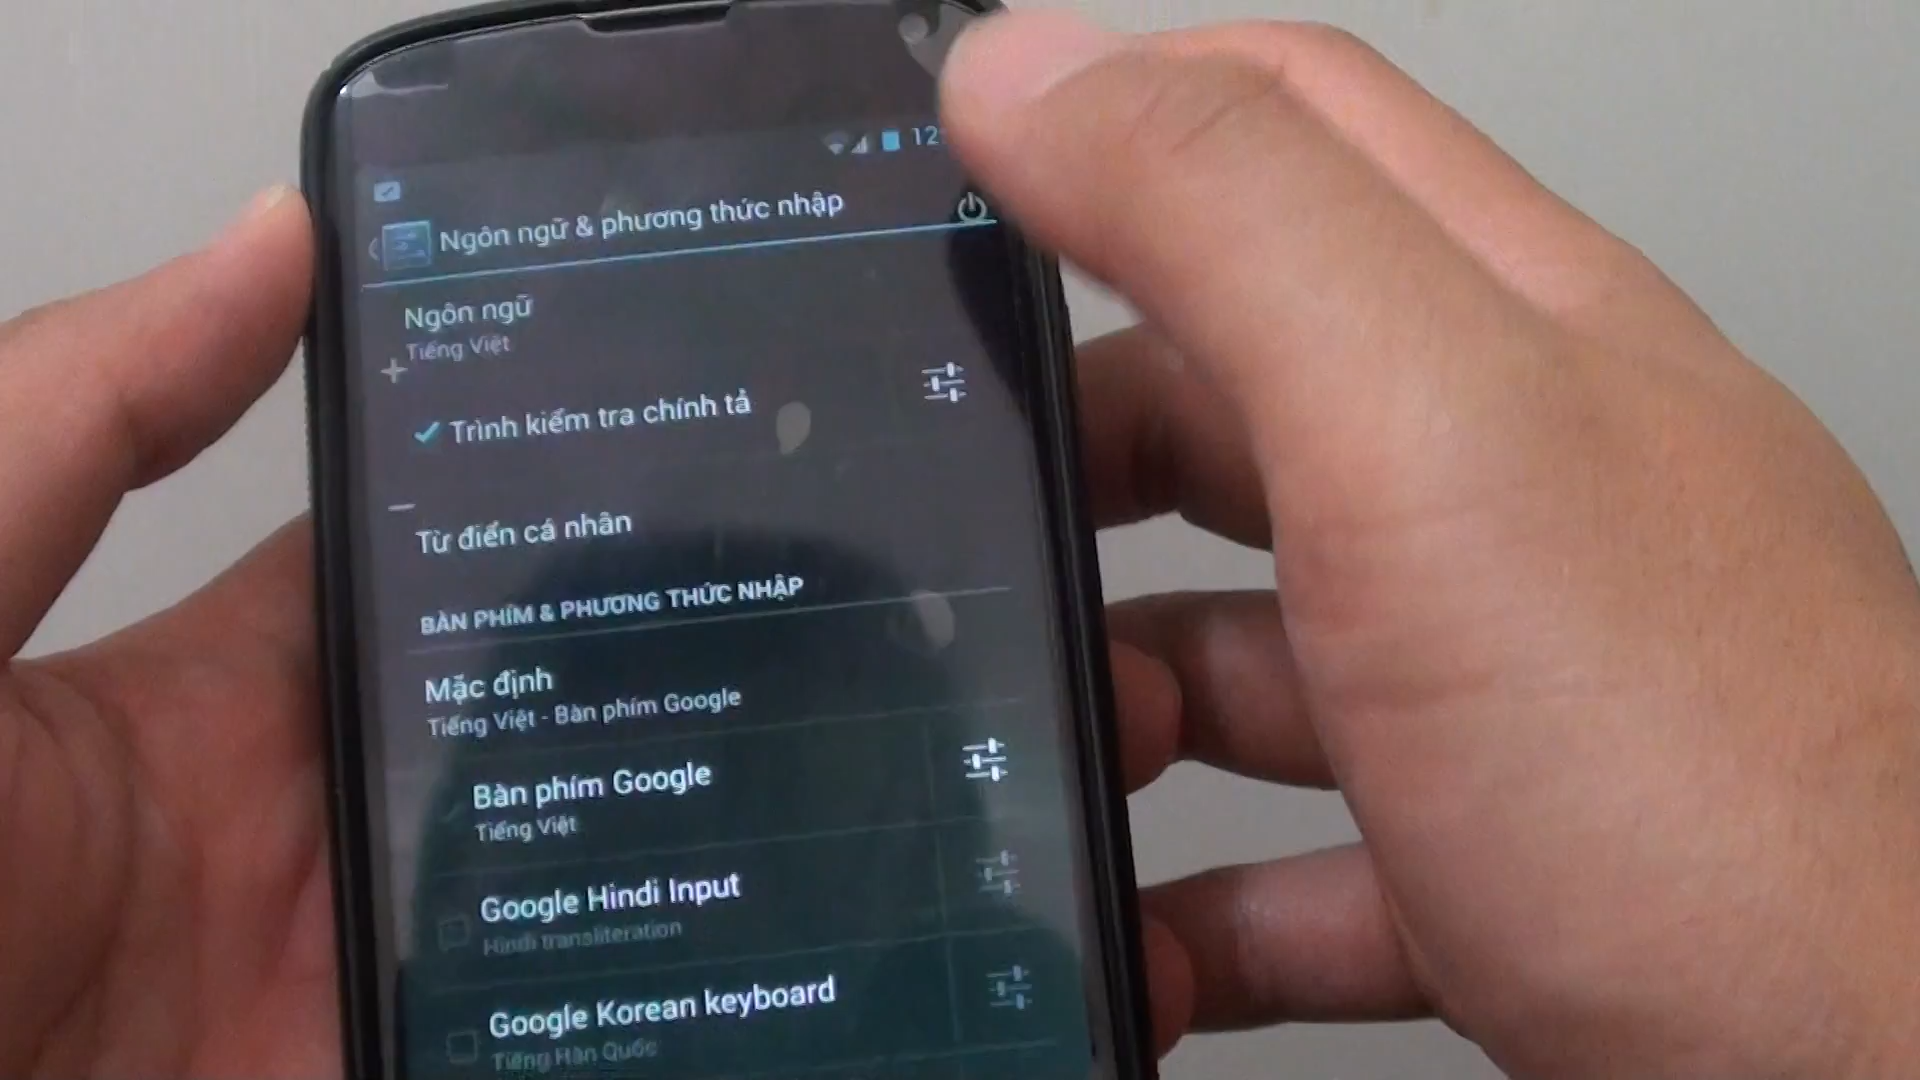 12:
Ngôn ngữ & phương thức nhập
Ngôn ngữ
Tiếng Việt
Trình kiểm tra chính tả
Từ điển cá nhân
BÀN PHÍM & PHƯƠNG THỨC NHẬP
Mặc định
Tiếng Việt - Bàn phím Google
Bàn phím Google
Tiếng Việt
Google Hindi Input
Hindi transliteration
Google Korean keyboard
Tiếng Hàn Quốc